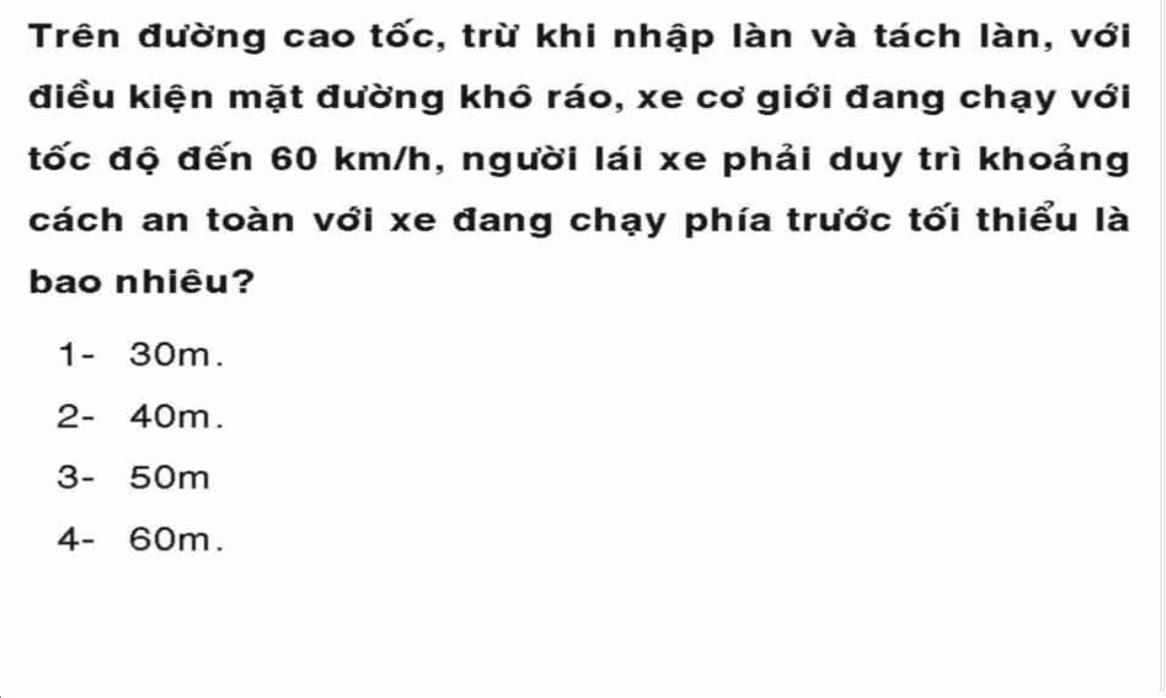 Trên đường cao tốc, trừ khi nhập làn và tách làn, với
điều kiện mặt đường khô ráo, xe cơ giới đang chạy với
tốc độ đến 60 km/h, người lái xe phải duy trì khoảng
cách an toàn với xe đang chạy phía trước tối thiểu là
bao nhiêu?
1- 30m.
2- 40m.
3- 50m
4- 60m.